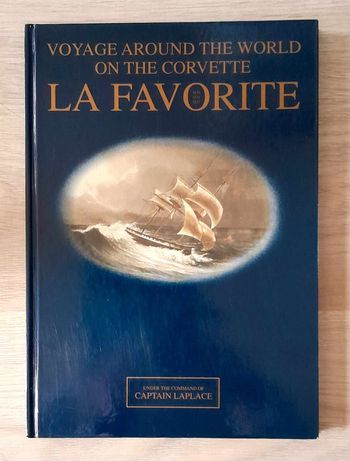 VOYAGE AROUND THE WORLD
ON THE CORVETTE
LA FAVORITE
UNDER THE COMMAND OF
CAPTAIN LAPLACE